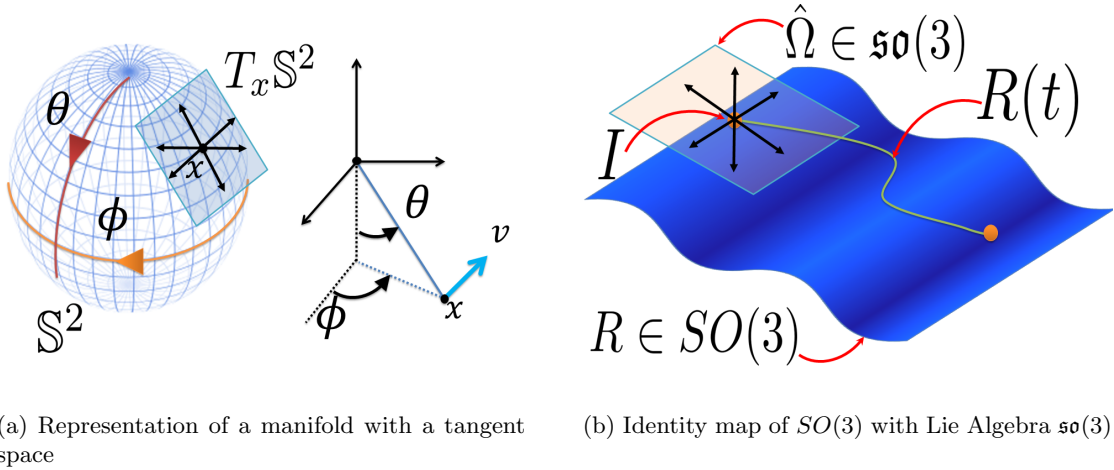 θ
T_x𝕊²
x
ϕ
𝕊²
θ
v
ϕ
x
Ω̂ ∈ 𝔰𝔬(3)
R(t)
I
R ∈ SO(3)
(a) Representation of a manifold with a tangent
space
(b) Identity map of SO(3) with Lie Algebra 𝔰𝔬(3)